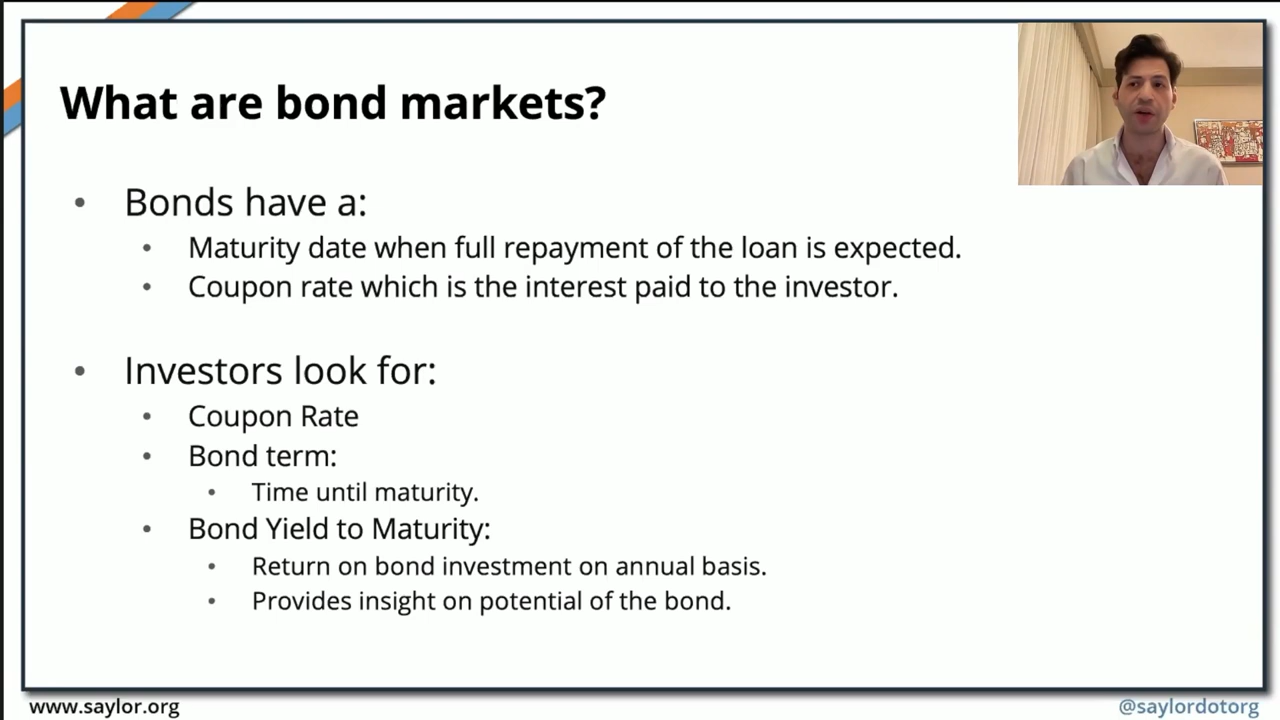 What are bond markets?
• Bonds have a:
• Maturity date when full repayment of the loan is expected.
• Coupon rate which is the interest paid to the investor.
• Investors look for:
• Coupon Rate
• Bond term:
• Time until maturity.
• Bond Yield to Maturity:
• Return on bond investment on annual basis.
• Provides insight on potential of the bond.
www.saylor.org
@saylordotorg